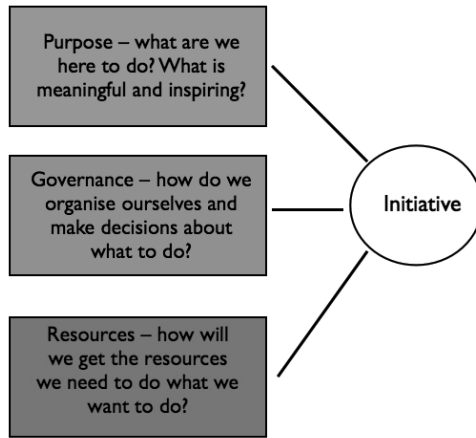 Purpose – what are we
here to do? What is
meaningful and inspiring?
Governance – how do we
organise ourselves and
make decisions about
what to do?
Initiative
Resources – how will
we get the resources
we need to do what we
want to do?